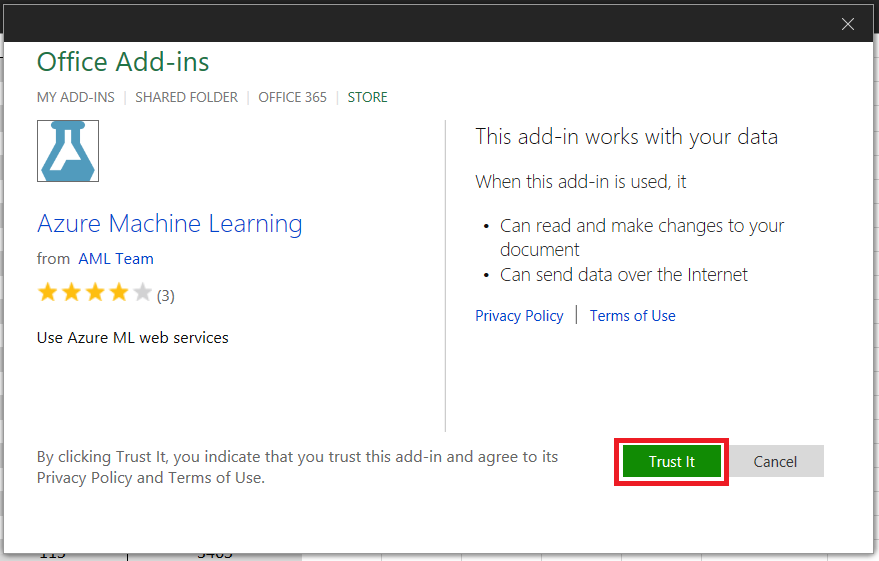 Office Add-ins
MY ADD-INS | SHARED FOLDER | OFFICE 365 | STORE
Azure Machine Learning
from AML Team
(3)
Use Azure ML web services
This add-in works with your data
When this add-in is used, it
• Can read and make changes to your
document
• Can send data over the Internet
Privacy Policy | Terms of Use
By clicking Trust It, you indicate that you trust this add-in and agree to its
Privacy Policy and Terms of Use.
Trust It
Cancel